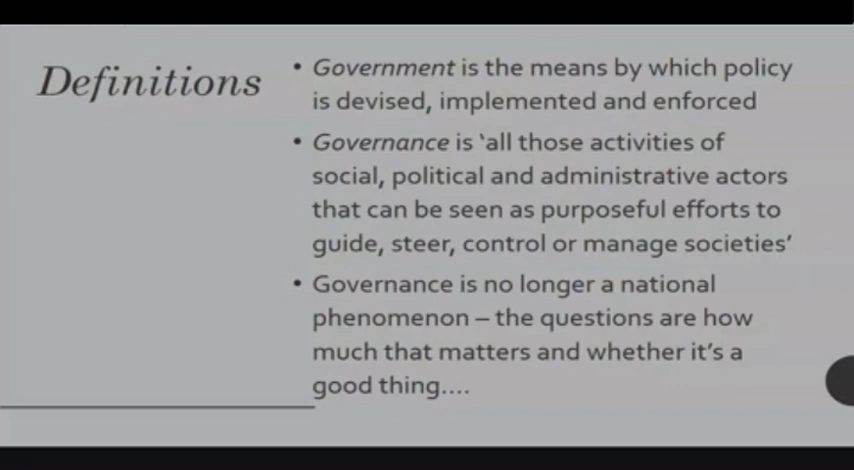 Definitions
• Government is the means by which policy
is devised, implemented and enforced
• Governance is ‘all those activities of
social, political and administrative actors
that can be seen as purposeful efforts to
guide, steer, control or manage societies’
• Governance is no longer a national
phenomenon – the questions are how
much that matters and whether it’s a
good thing....